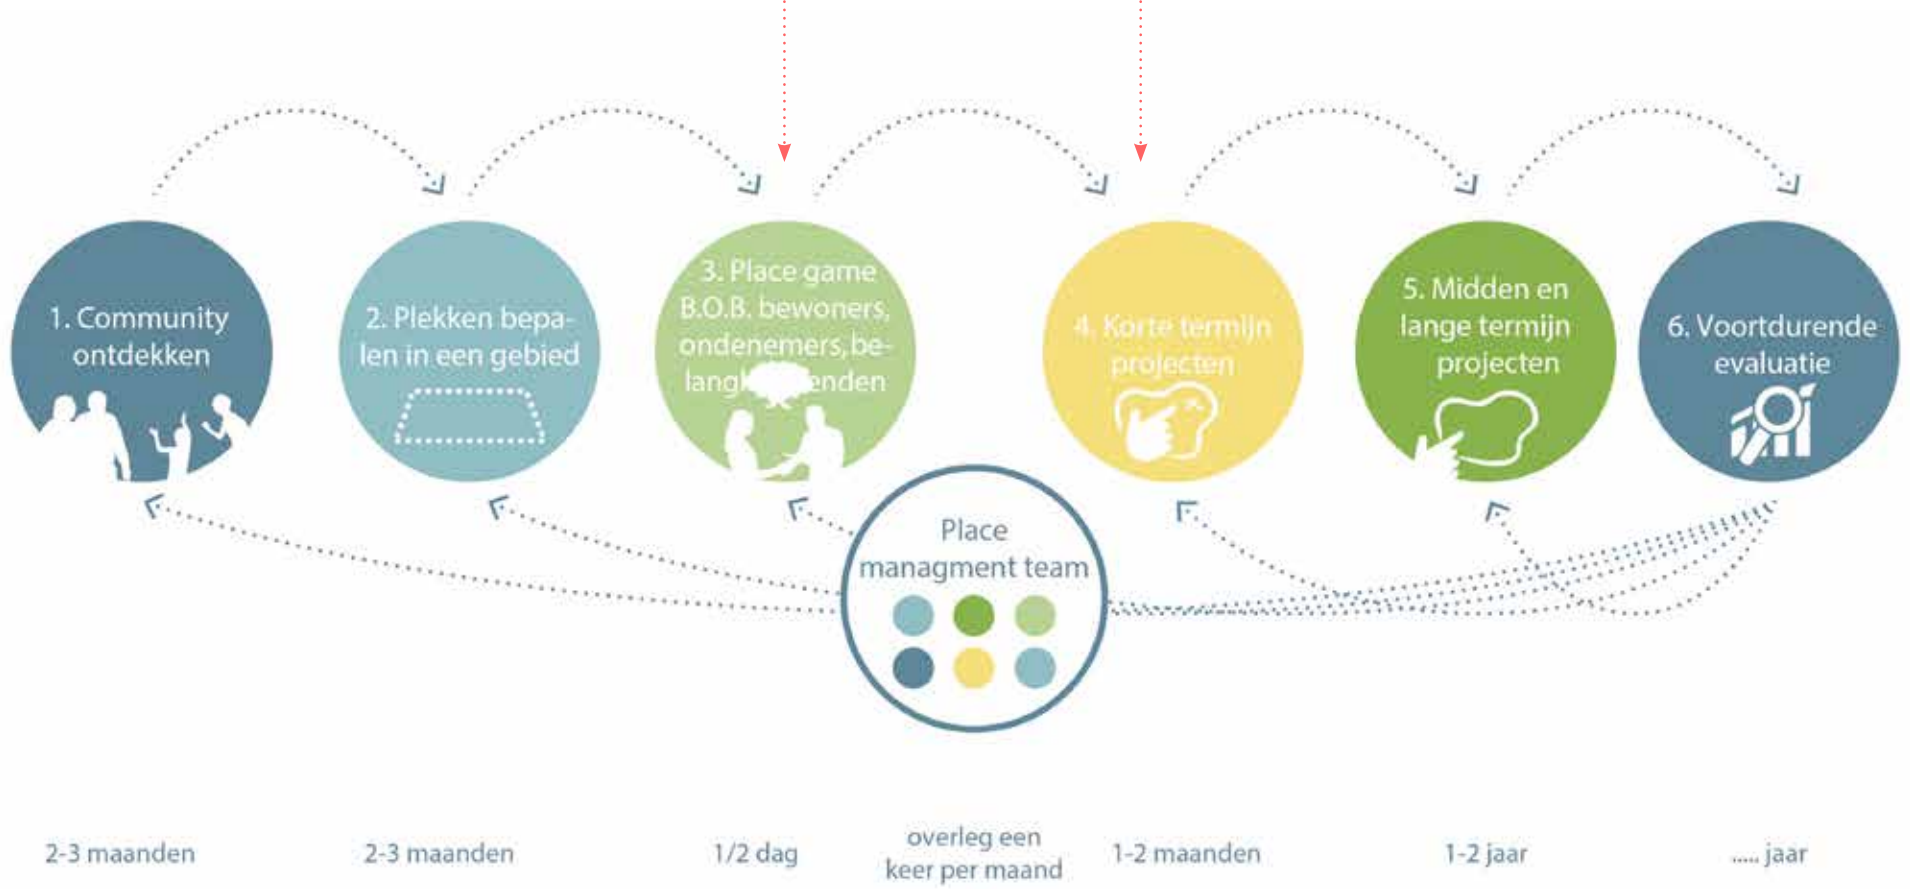 1. Community
ontdekken
2. Plekken bepa-
len in een gebied
3. Place game
B.O.B. bewoners,
ondenemers, be-
4. Korte termijn
projecten
5. Midden en
lange termijn
projecten
6. Voortdurende
evaluatie
Place
managment team
2-3 maanden
2-3 maanden
1/2 dag
overleg een
keer per maand
1-2 maanden
1-2 jaar
..... jaar